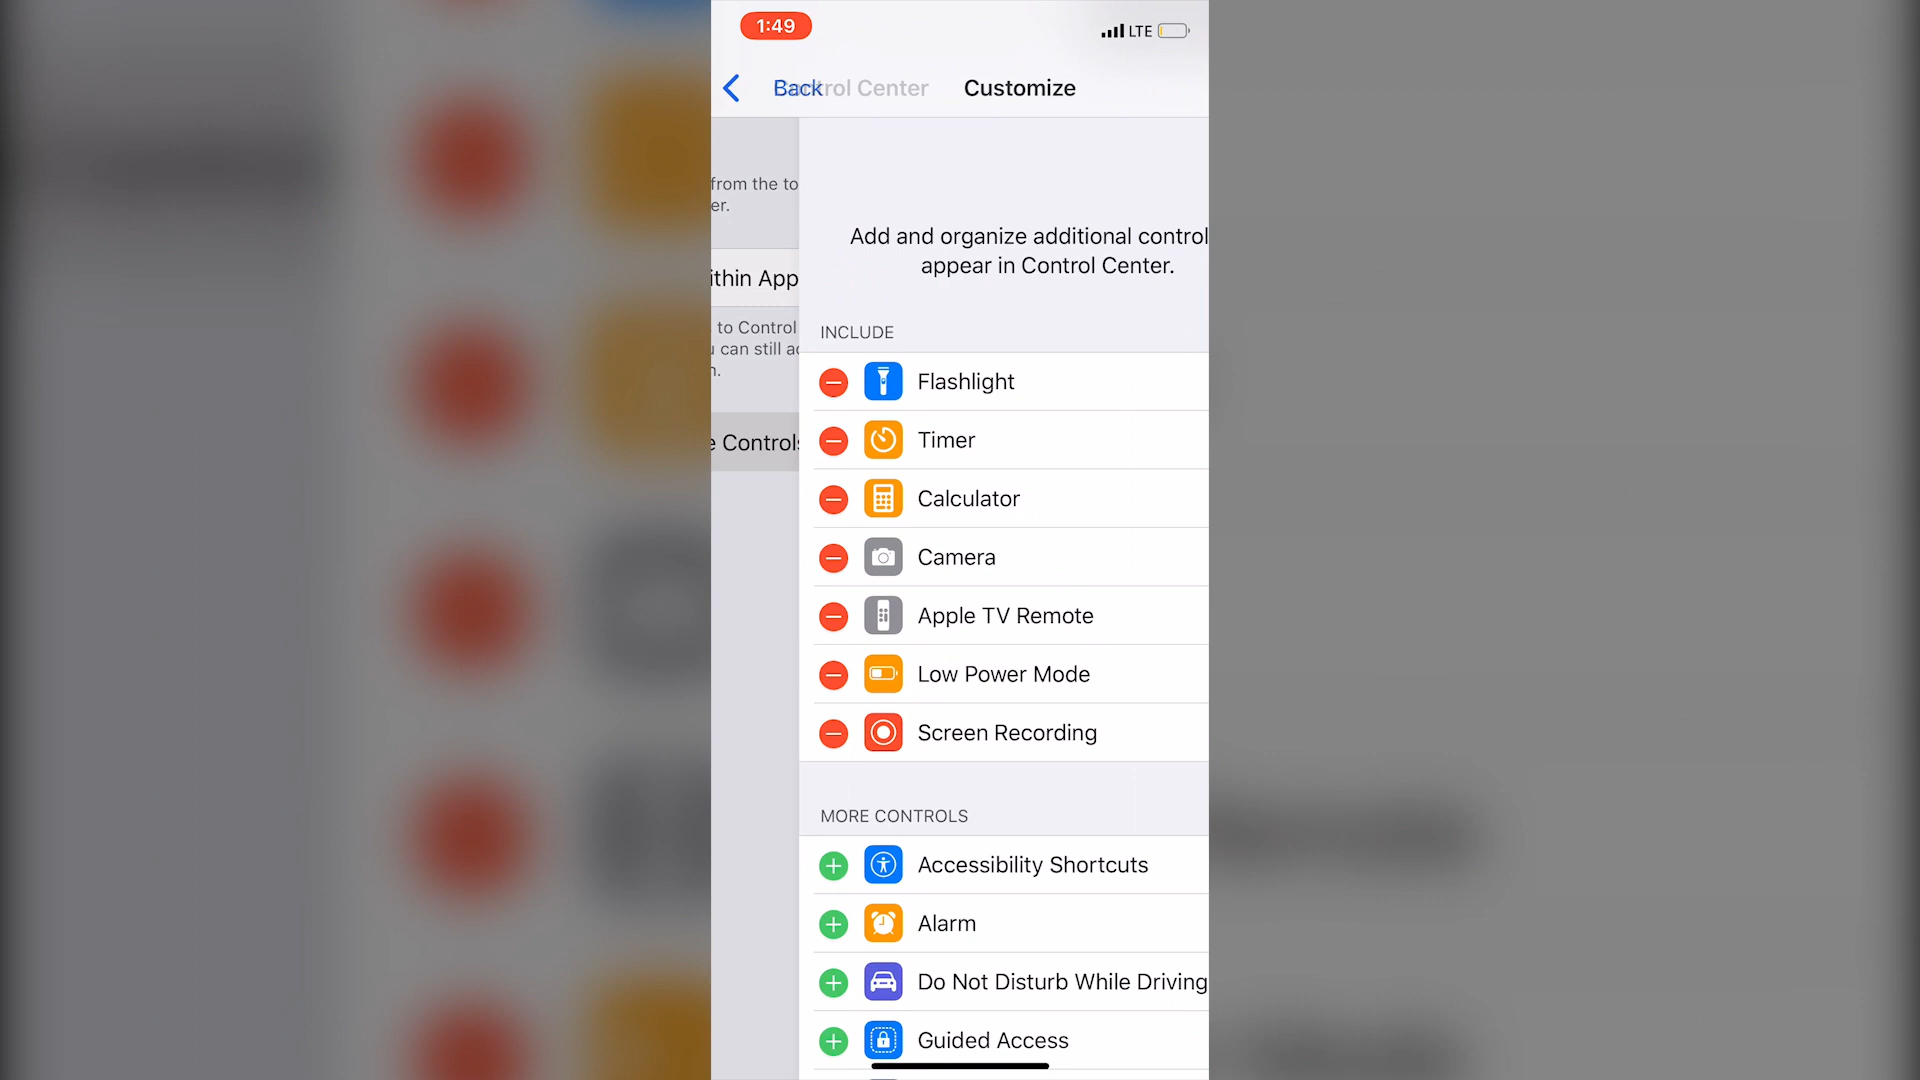 1:49
LTE
Back
Control Center
Customize
from the to
er.
ithin App
to Control
u can still ac
n.
e Controls
Add and organize additional control
appear in Control Center.
INCLUDE
Flashlight
Timer
Calculator
Camera
Apple TV Remote
Low Power Mode
Screen Recording
MORE CONTROLS
Accessibility Shortcuts
Alarm
Do Not Disturb While Driving
Guided Access